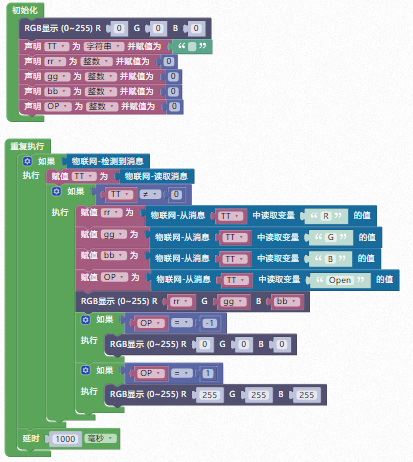 初始化
RGB显示 (0~255) R 0 G 0 B 0
声明 TT 为 字符串 并赋值为 “ ”
声明 rr 为 整数 并赋值为 0
声明 gg 为 整数 并赋值为 0
声明 bb 为 整数 并赋值为 0
声明 OP 为 整数 并赋值为 0
重复执行
如果 物联网-检测到消息
执行 赋值 TT 为 物联网-读取消息
如果 TT ≠ 0
执行 赋值 rr 为 物联网-从消息 TT 中读取变量 “ R ” 的值
赋值 gg 为 物联网-从消息 TT 中读取变量 “ G ” 的值
赋值 bb 为 物联网-从消息 TT 中读取变量 “ B ” 的值
赋值 OP 为 物联网-从消息 TT 中读取变量 “ Open ” 的值
RGB显示 (0~255) R rr G gg B bb
如果 OP = -1
执行 RGB显示 (0~255) R 0 G 0 B 0
如果 OP = 1
执行 RGB显示 (0~255) R 255 G 255 B 255
延时 1000 毫秒